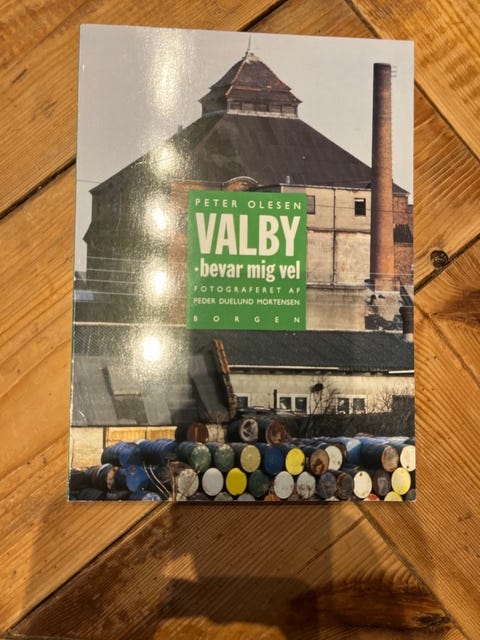 PETER OLESEN
VALBY
·bevar mig vel
FOTOGRAFERET AF
PEDER DUELUND MORTENSEN
BORGEN